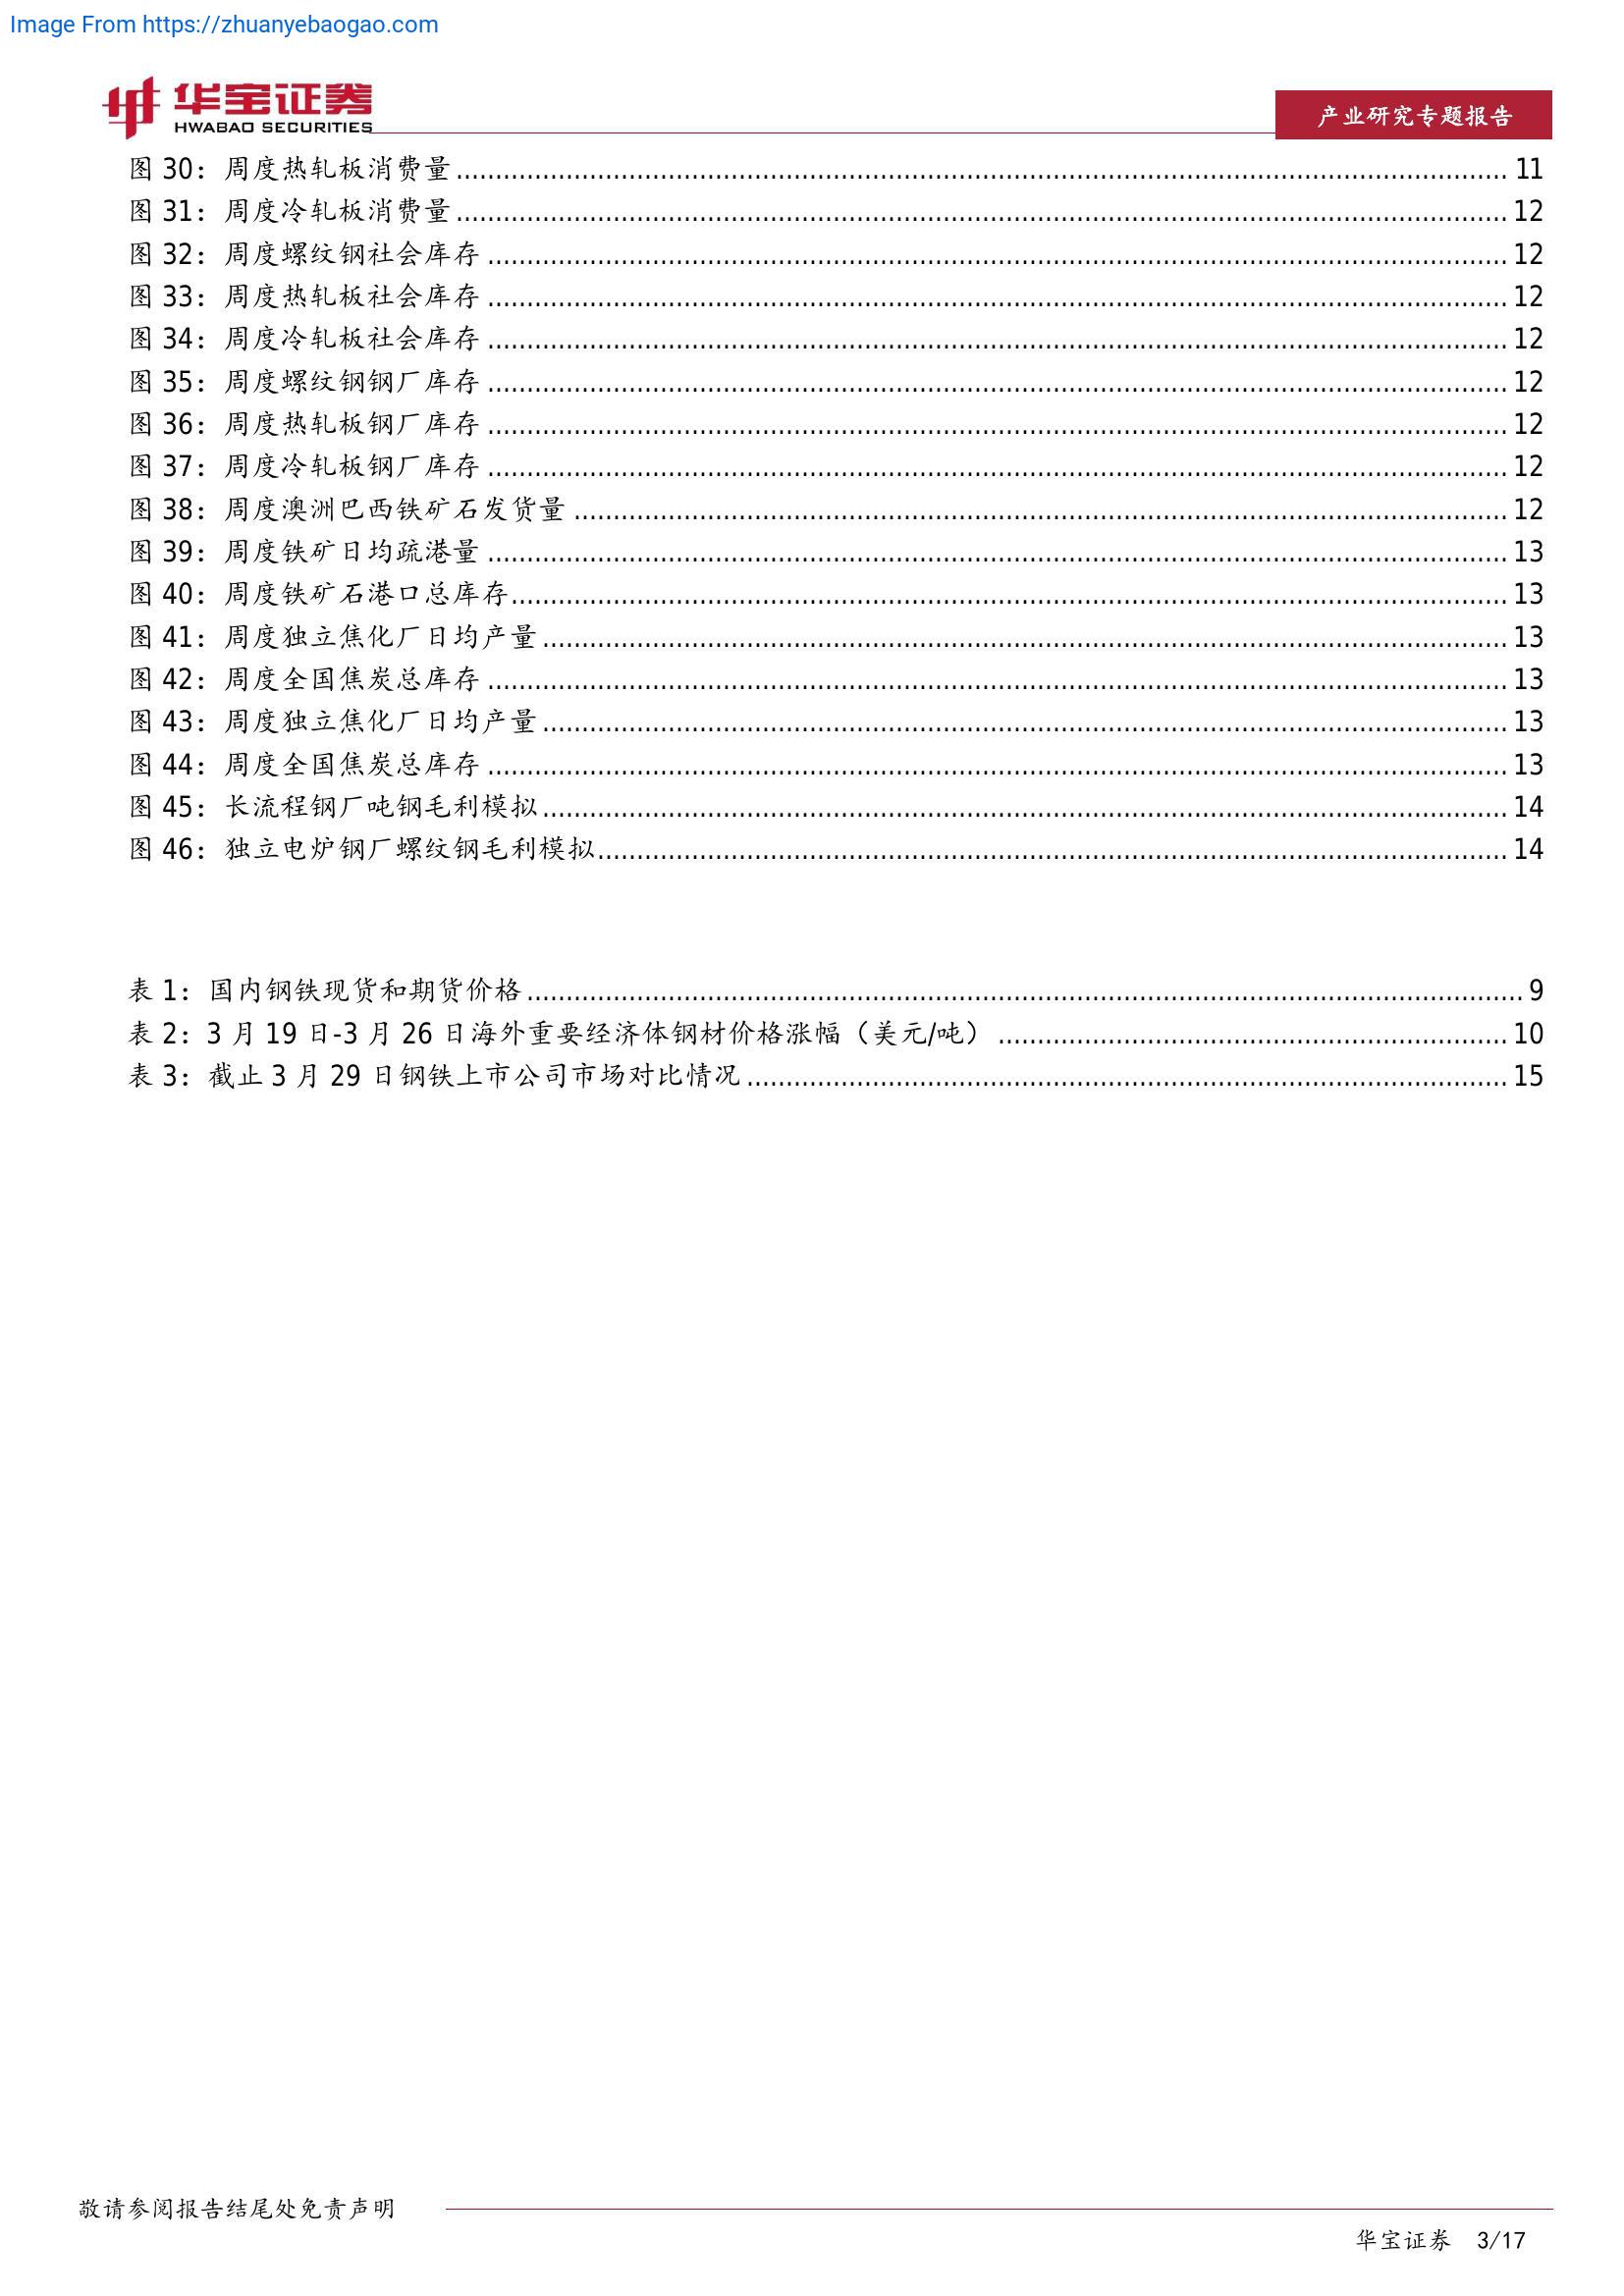 Image From https://zhuanyebaogao.com
华宝证券
HWABAO SECURITIES
产业研究专题报告
图 30：周度热轧板消费量 11
图 31：周度冷轧板消费量 12
图 32：周度螺纹钢社会库存 12
图 33：周度热轧板社会库存 12
图 34：周度冷轧板社会库存 12
图 35：周度螺纹钢钢厂库存 12
图 36：周度热轧板钢厂库存 12
图 37：周度冷轧板钢厂库存 12
图 38：周度澳洲巴西铁矿石发货量 12
图 39：周度铁矿日均疏港量 13
图 40：周度铁矿石港口总库存 13
图 41：周度独立焦化厂日均产量 13
图 42：周度全国焦炭总库存 13
图 43：周度独立焦化厂日均产量 13
图 44：周度全国焦炭总库存 13
图 45：长流程钢厂吨钢毛利模拟 14
图 46：独立电炉钢厂螺纹钢毛利模拟 14
表 1：国内钢铁现货和期货价格 9
表 2：3 月 19 日-3 月 26 日海外重要经济体钢材价格涨幅（美元/吨） 10
表 3：截止 3 月 29 日钢铁上市公司市场对比情况 15
敬请参阅报告结尾处免责声明
华宝证券 3/17